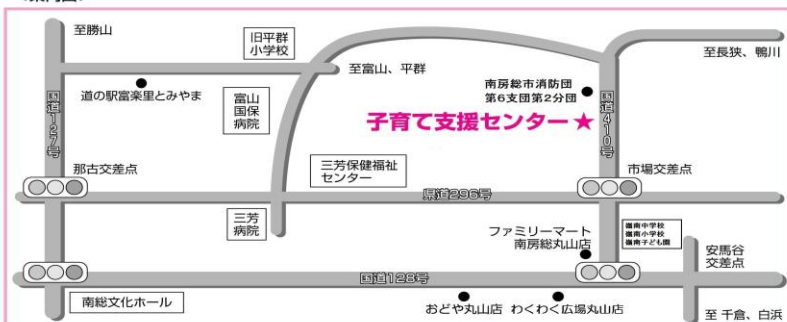 至勝山
旧平群
小学校
至長狭、鴨川
至富山、平群
道の駅富楽里とみやま
国道127号
富山
国保
病院
南房総市消防団
第6支団第2分団
国道410号
子育て支援センター★
那古交差点
三芳保健福祉
センター
市場交差点
県道296号
三芳
病院
ファミリーマート
南房総丸山店
嶺南中学校
嶺南小学校
嶺南子ども園
安馬谷
交差点
国道128号
南総文化ホール
おどや丸山店
わくわく広場丸山店
至 千倉、白浜